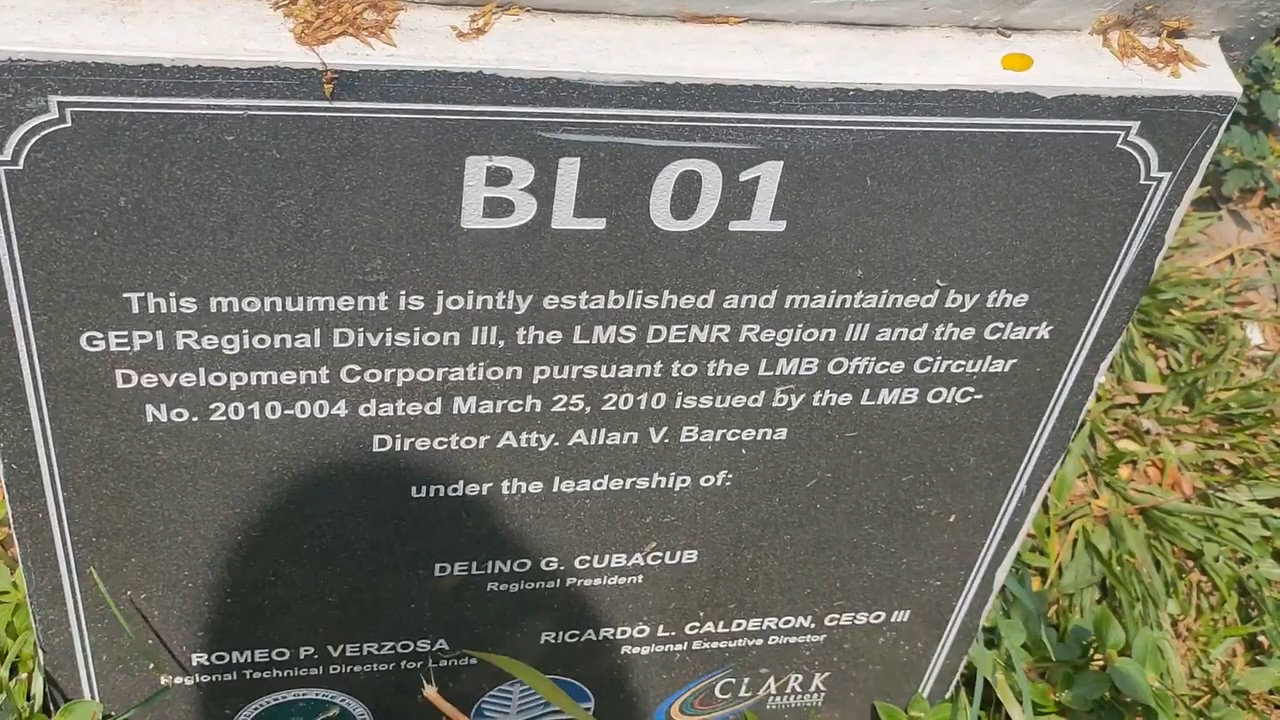 BL 01
This monument is jointly established and maintained by the
GEPI Regional Division III, the LMS DENR Region III and the Clark
Development Corporation pursuant to the LMB Office Circular
No. 2010-004 dated March 25, 2010 issued by the LMB OIC-
Director Atty. Allan V. Barcena
under the leadership of:
DELINO G. CUBACUB
Regional President
RICARDO L. CALDERON, CESO III
Regional Executive Director
ROMEO P. VERZOSA
Regional Technical Director for Lands
CLARK
FREEPORT
PHILIPPINES